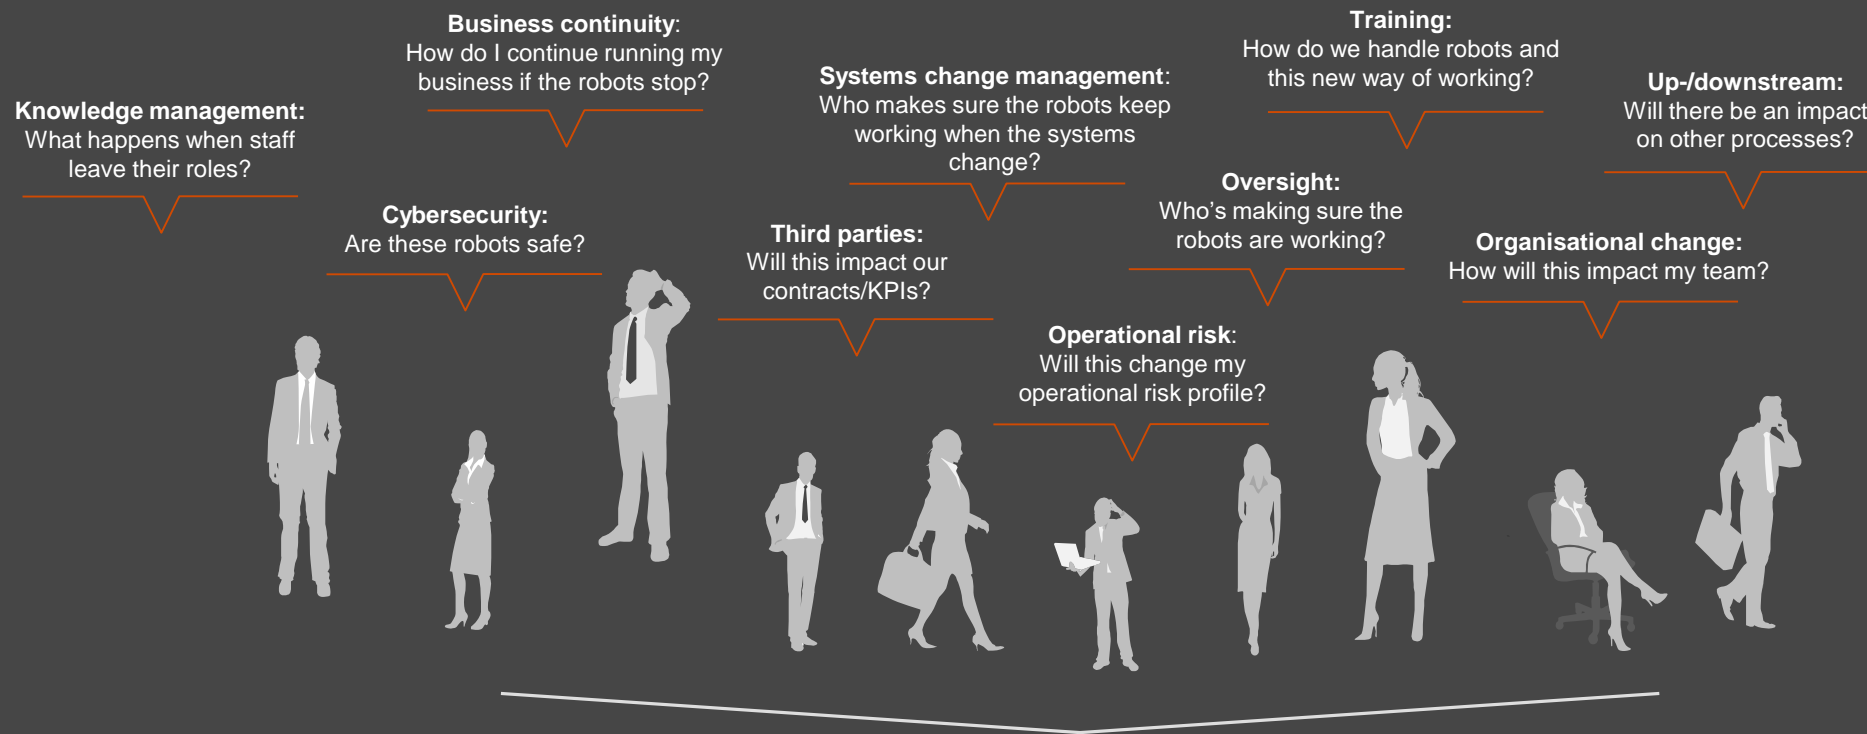 Knowledge management:
What happens when staff
leave their roles?
Business continuity:
How do I continue running my
business if the robots stop?
Cybersecurity:
Are these robots safe?
Systems change management:
Who makes sure the robots keep
working when the systems
change?
Third parties:
Will this impact our
contracts/KPIs?
Operational risk:
Will this change my
operational risk profile?
Training:
How do we handle robots and
this new way of working?
Oversight:
Who’s making sure the
robots are working?
Up-/downstream:
Will there be an impact
on other processes?
Organisational change:
How will this impact my team?